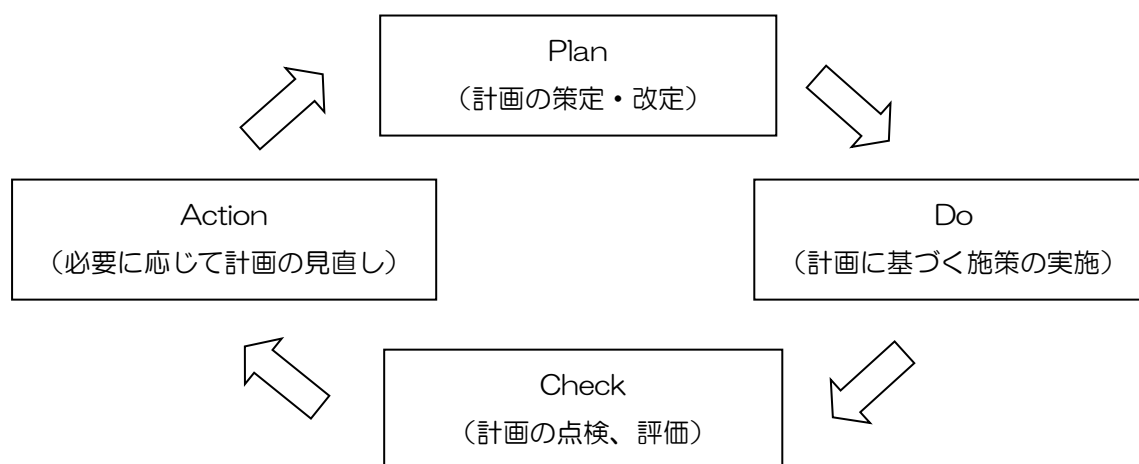 Plan
（計画の策定・改定）
Action
（必要に応じて計画の見直し）
Do
（計画に基づく施策の実施）
Check
（計画の点検、評価）